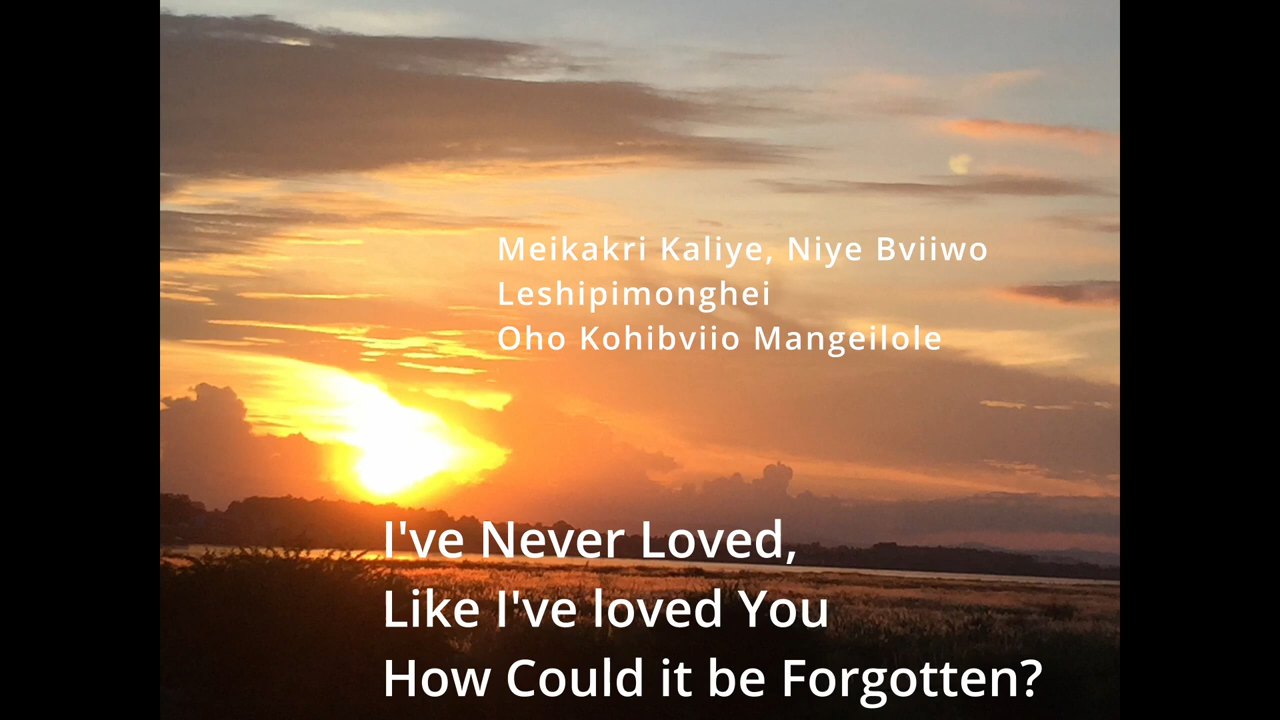 Meikakri Kaliye, Niye Bviiwo
Leshipimonghei
Oho Kohibviio Mangeilole
I've Never Loved,
Like I've loved You
How Could it be Forgotten?